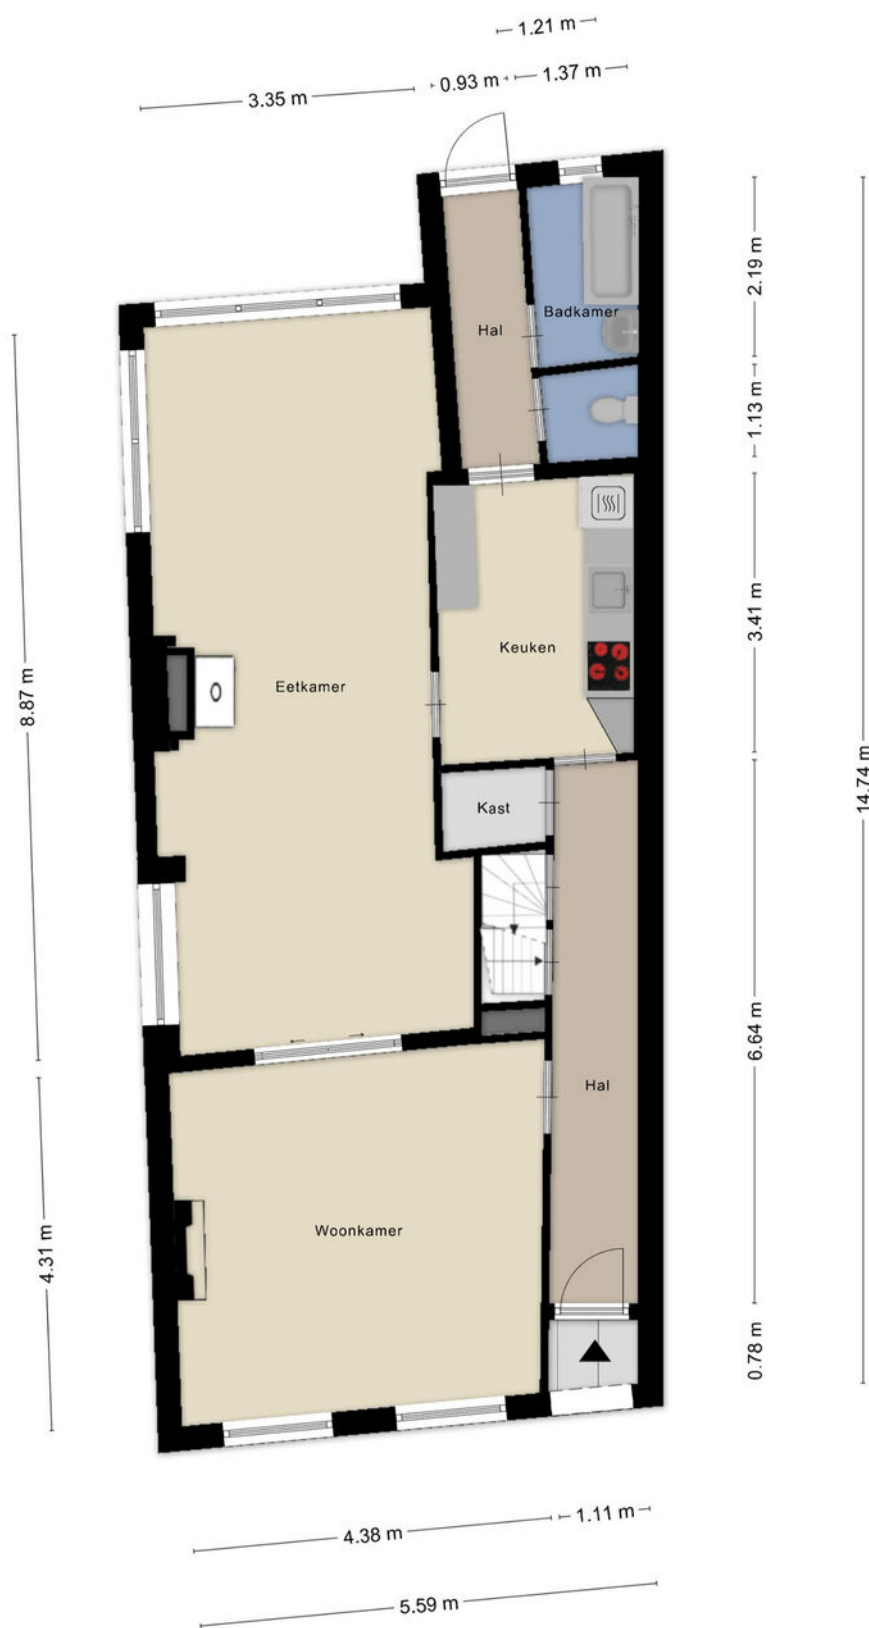 1.21 m
3.35 m
0.93 m
1.37 m
2.19 m
Hal
Badkamer
1.13 m
3.41 m
Keuken
8.87 m
Eetkamer
14.74 m
Kast
6.64 m
Hal
4.31 m
Woonkamer
0.78 m
4.38 m
1.11 m
5.59 m